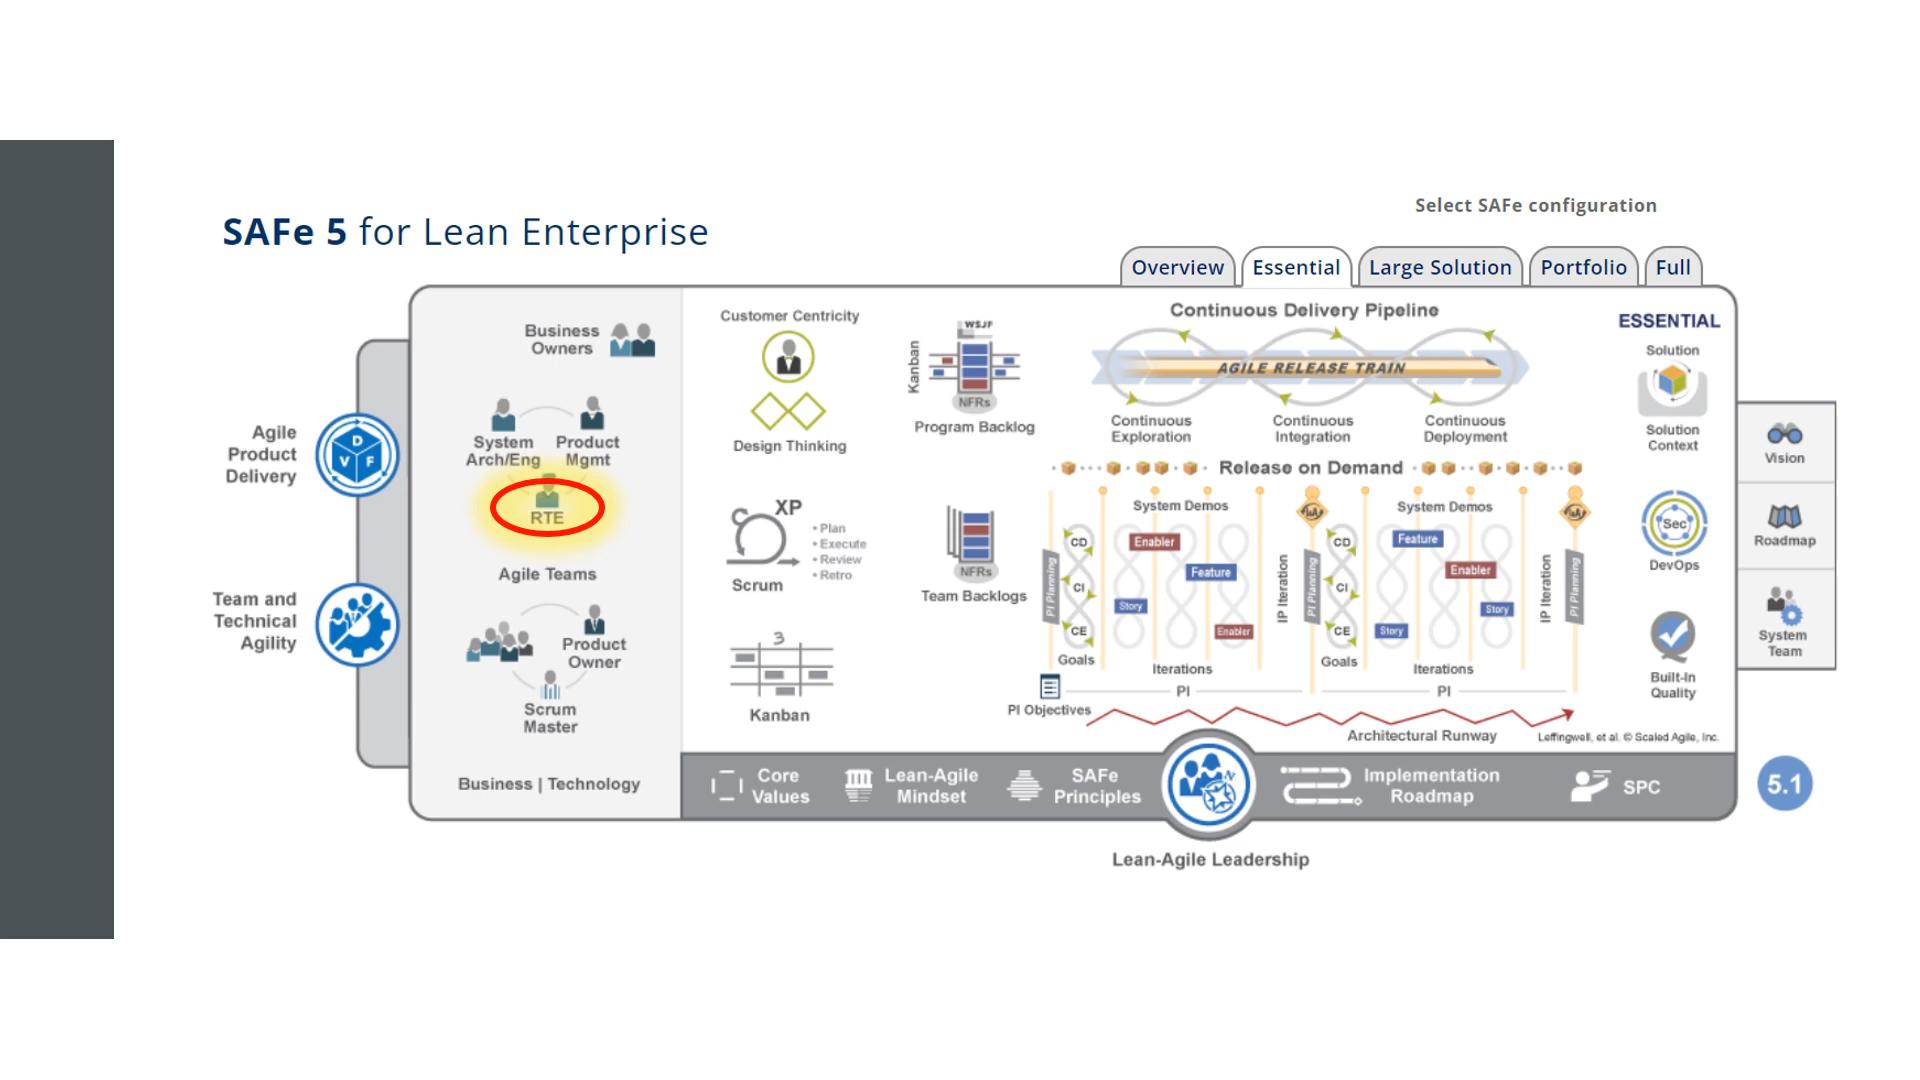 SAFe 5 for Lean Enterprise
Select SAFe configuration
Overview
Essential
Large Solution
Portfolio
Full
Agile
Product
Delivery
D
V F
Team and
Technical
Agility
Business
Owners
System
Arch/Eng
Product
Mgmt
RTE
Agile Teams
Product
Owner
Scrum
Master
Business | Technology
Customer Centricity
Design Thinking
XP
• Plan
• Execute
• Review
• Retro
Scrum
3
Kanban
Kanban
WSJF
NFRs
Program Backlog
NFRs
Team Backlogs
Continuous Delivery Pipeline
AGILE RELEASE TRAIN
Continuous
Exploration
Continuous
Integration
Continuous
Deployment
Release on Demand
System Demos
System Demos
PI Planning
CD
CI
CE
Goals
Enabler
Feature
Story
Enabler
Iterations
IP Iteration
I&A
PI Planning
CD
CI
CE
Goals
Feature
Enabler
Story
Story
Iterations
IP Iteration
I&A
PI Planning
PI
PI
PI Objectives
Architectural Runway
Leffingwell, et al. © Scaled Agile, Inc.
ESSENTIAL
Solution
Solution
Context
Sec
DevOps
Built-In
Quality
Vision
Roadmap
System
Team
Core
Values
Lean-Agile
Mindset
SAFe
Principles
N
Implementation
Roadmap
SPC
Lean-Agile Leadership
5.1